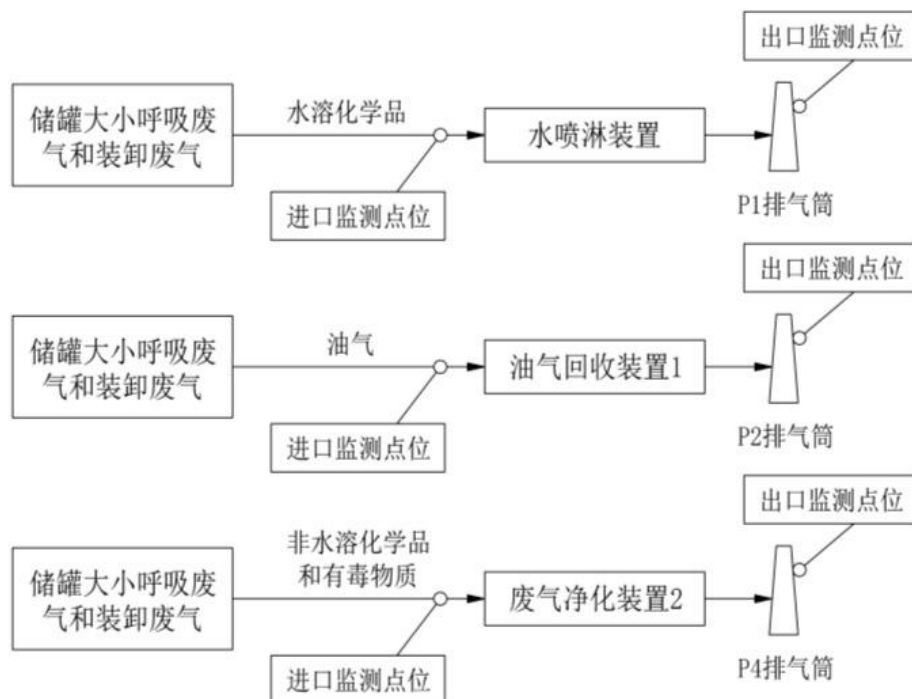 出口监测点位
储罐大小呼吸废
气和装卸废气
水溶化学品
水喷淋装置
进口监测点位
P1排气筒
出口监测点位
储罐大小呼吸废
气和装卸废气
油气
油气回收装置1
进口监测点位
P2排气筒
出口监测点位
储罐大小呼吸废
气和装卸废气
非水溶化学品
和有毒物质
废气净化装置2
进口监测点位
P4排气筒